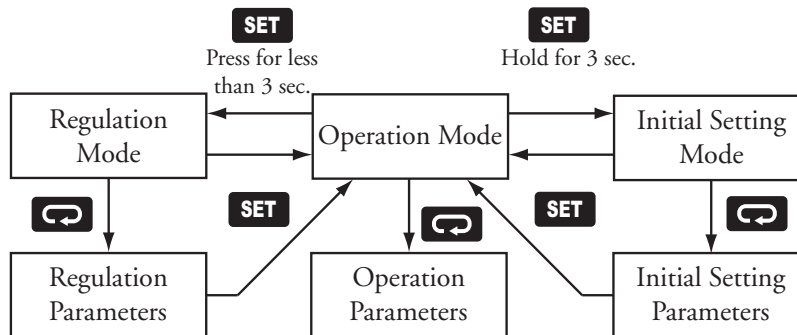 SET
Press for less
than 3 sec.
SET
Hold for 3 sec.
Regulation
Mode
Operation Mode
Initial Setting
Mode
SET
SET
Regulation
Parameters
Operation
Parameters
Initial Setting
Parameters